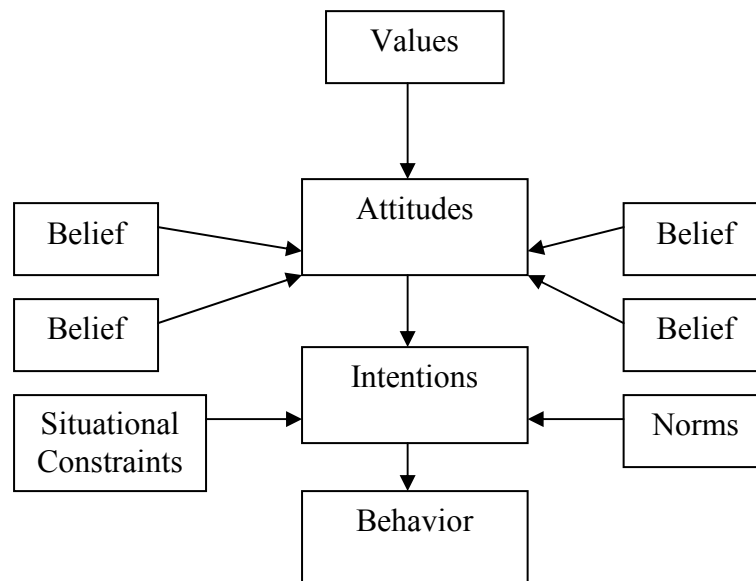 Values
Attitudes
Belief
Belief
Belief
Belief
Intentions
Situational
Constraints
Norms
Behavior